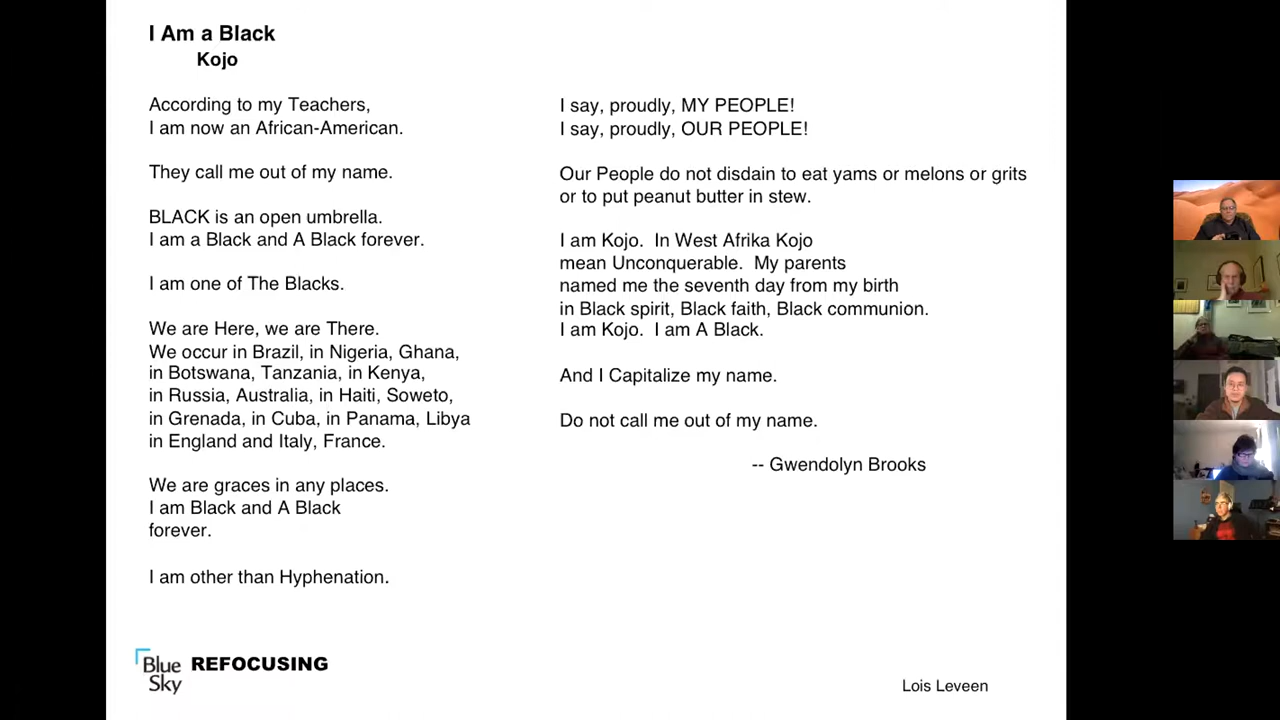 I Am a Black
Kojo
According to my Teachers,
I am now an African-American.
They call me out of my name.
BLACK is an open umbrella.
I am a Black and A Black forever.
I am one of The Blacks.
We are Here, we are There.
We occur in Brazil, in Nigeria, Ghana,
in Botswana, Tanzania, in Kenya,
in Russia, Australia, in Haiti, Soweto,
in Grenada, in Cuba, in Panama, Libya
in England and Italy, France.
We are graces in any places.
I am Black and A Black
forever.
I am other than Hyphenation.
I say, proudly, MY PEOPLE!
I say, proudly, OUR PEOPLE!
Our People do not disdain to eat yams or melons or grits
or to put peanut butter in stew.
I am Kojo. In West Afrika Kojo
mean Unconquerable. My parents
named me the seventh day from my birth
in Black spirit, Black faith, Black communion.
I am Kojo. I am A Black.
And I Capitalize my name.
Do not call me out of my name.
-- Gwendolyn Brooks
Blue
Sky
REFOCUSING
Lois Leveen